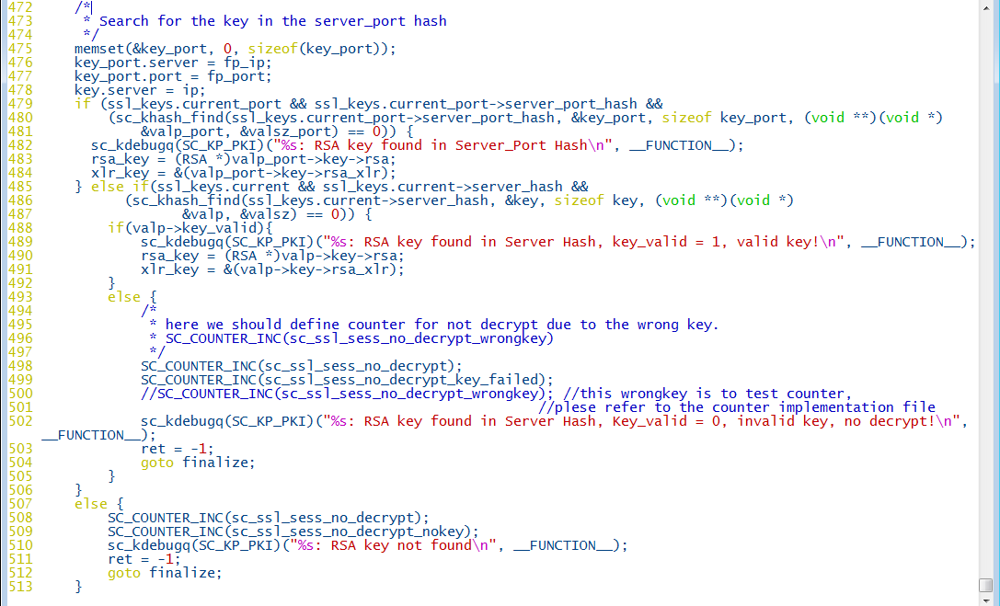 472     /*
473      * Search for the key in the server_port hash
474      */
475     memset(&key_port, 0, sizeof(key_port));
476     key_port.server = fp_ip;
477     key_port.port = fp_port;
478     key.server = ip;
479     if (ssl_keys.current_port && ssl_keys.current_port->server_port_hash &&
480         (sc_khash_find(ssl_keys.current_port->server_port_hash, &key_port, sizeof key_port, (void **)(void *)
481             &valp_port, &valsz_port) == 0)) {
482       sc_kdebugq(SC_KP_PKI)("%s: RSA key found in Server_Port Hash\n", __FUNCTION__);
483       rsa_key = (RSA *)valp_port->key->rsa;
484       xlr_key = &(valp_port->key->rsa_xlr);
485     } else if(ssl_keys.current && ssl_keys.current->server_hash &&
486           (sc_khash_find(ssl_keys.current->server_hash, &key, sizeof key, (void **)(void *)
487                  &valp, &valsz) == 0)) {
488         if(valp->key_valid){
489             sc_kdebugq(SC_KP_PKI)("%s: RSA key found in Server Hash, key_valid = 1, valid key!\n", __FUNCTION__);
490             rsa_key = (RSA *)valp->key->rsa;
491             xlr_key = &(valp->key->rsa_xlr);
492         }
493         else {
494             /*
495              * here we should define counter for not decrypt due to the wrong key.
496              * SC_COUNTER_INC(sc_ssl_sess_no_decrypt_wrongkey)
497              */
498             SC_COUNTER_INC(sc_ssl_sess_no_decrypt);
499             SC_COUNTER_INC(sc_ssl_sess_no_decrypt_key_failed);
500             //SC_COUNTER_INC(sc_ssl_sess_no_decrypt_wrongkey); //this wrongkey is to test counter,
501                                                             //plese refer to the counter implementation file
502             sc_kdebugq(SC_KP_PKI)("%s: RSA key found in Server Hash, Key_valid = 0, invalid key, no decrypt!\n",
__FUNCTION__);
503             ret = -1;
504             goto finalize;
505         }
506     }
507     else {
508         SC_COUNTER_INC(sc_ssl_sess_no_decrypt);
509         SC_COUNTER_INC(sc_ssl_sess_no_decrypt_nokey);
510         sc_kdebugq(SC_KP_PKI)("%s: RSA key not found\n", __FUNCTION__);
511         ret = -1;
512         goto finalize;
513     }